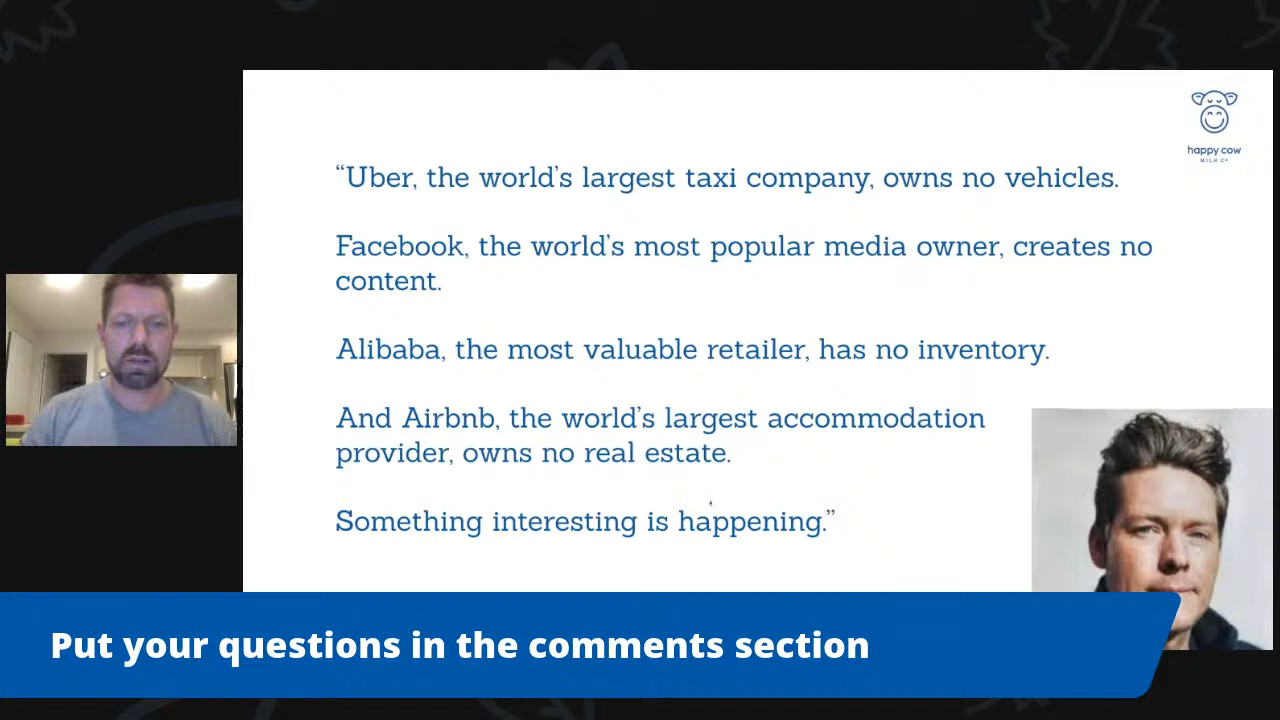 happy cow
MILK Co
“Uber, the world’s largest taxi company, owns no vehicles.
Facebook, the world’s most popular media owner, creates no
content.
Alibaba, the most valuable retailer, has no inventory.
And Airbnb, the world’s largest accommodation
provider, owns no real estate.
Something interesting is happening.”
Put your questions in the comments section